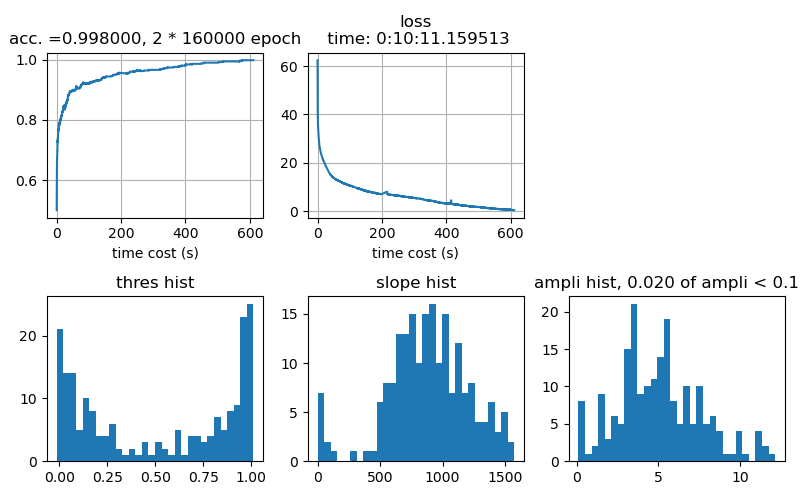 acc. =0.998000, 2 * 160000 epoch
1.0
0.8
0.6
0 200 400 600
time cost (s)
loss
time: 0:10:11.159513
60
40
20
0
0 200 400 600
time cost (s)
thres hist
20
10
0
0.00 0.25 0.50 0.75 1.00
slope hist
15
10
5
0
0 500 1000 1500
ampli hist, 0.020 of ampli < 0.1
20
15
10
5
0
0 5 10